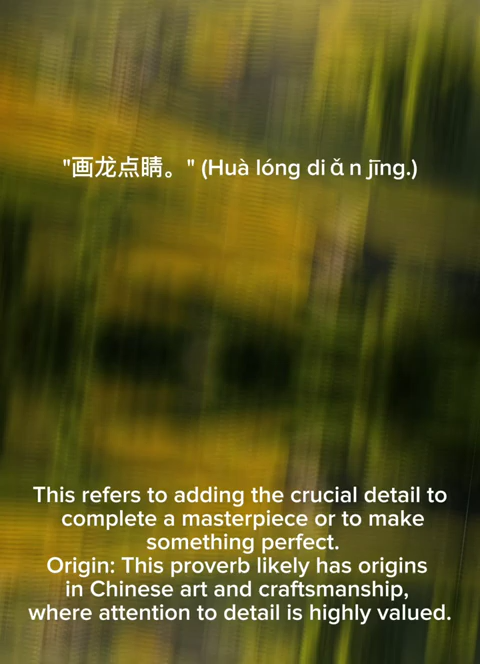 "画龙点睛。" (Huà lóng diǎn jīng.)
This refers to adding the crucial detail to
complete a masterpiece or to make
something perfect.
Origin: This proverb likely has origins
in Chinese art and craftsmanship,
where attention to detail is highly valued.